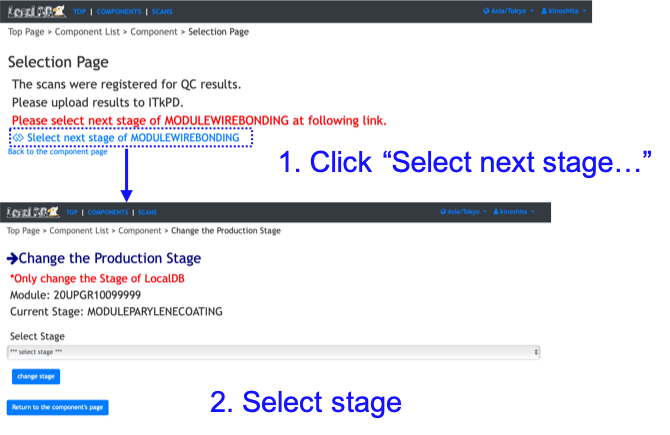 LocalDB TOP | COMPONENTS | SCANS Asia/Tokyo kinoshita
Top Page > Component List > Component > Selection Page
Selection Page
The scans were registered for QC results.
Please upload results to ITkPD.
Please select next stage of MODULEWIREBONDING at following link.
Slelect next stage of MODULEWIREBONDING
Back to the component page
1. Click “Select next stage…”
LocalDB TOP | COMPONENTS | SCANS Asia/Tokyo kinoshita
Top Page > Component List > Component > Change the Production Stage
Change the Production Stage
*Only change the Stage of LocalDB
Module: 20UPGR10099999
Current Stage: MODULEPARYLENECOATING
Select Stage
*** select stage ***
change stage
2. Select stage
Return to the component's page